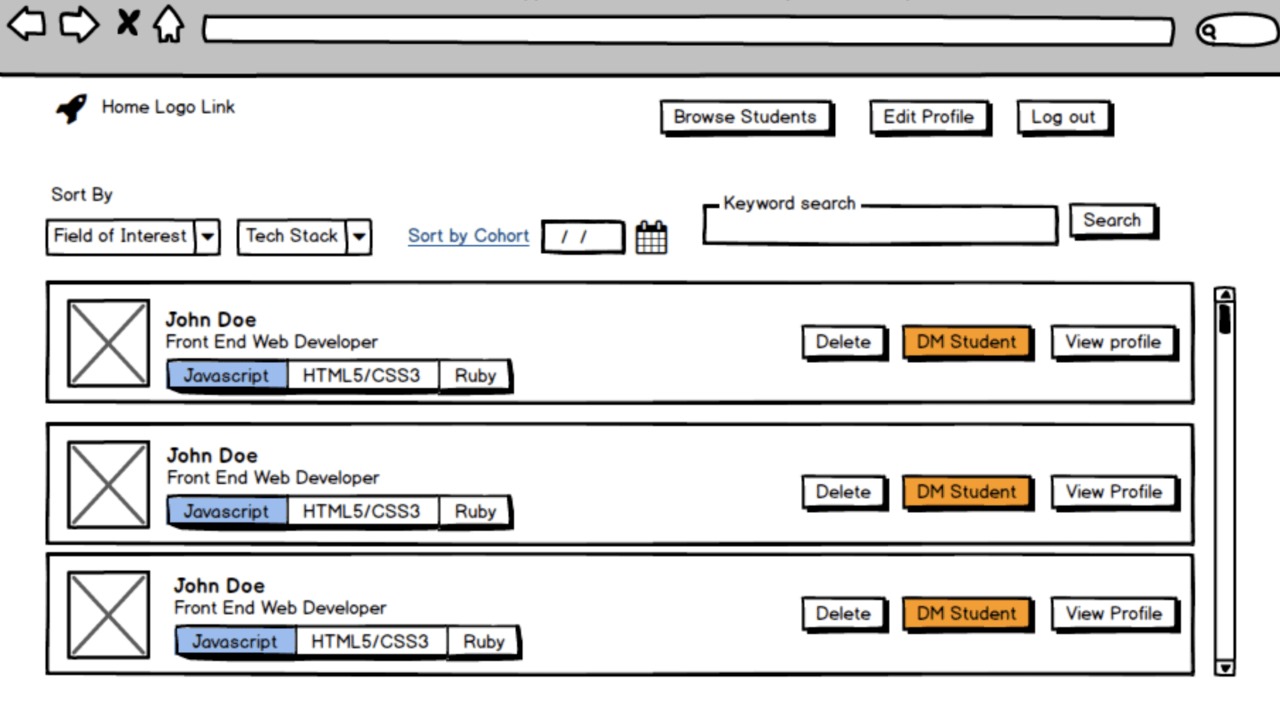 Home Logo Link
Browse Students
Edit Profile
Log out
Sort By
Field of Interest
Tech Stack
Sort by Cohort
/ /
Keyword search
Search
John Doe
Front End Web Developer
Javascript HTML5/CSS3 Ruby
Delete
DM Student
View profile
John Doe
Front End Web Developer
Javascript HTML5/CSS3 Ruby
Delete
DM Student
View Profile
John Doe
Front End Web Developer
Javascript HTML5/CSS3 Ruby
Delete
DM Student
View Profile